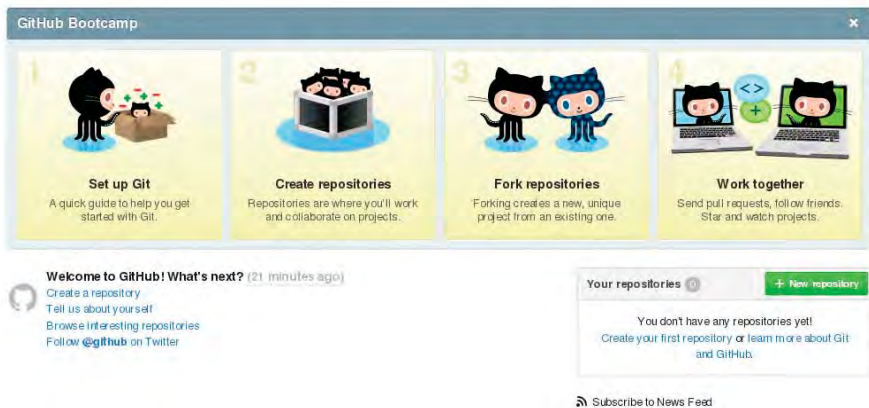 GitHub Bootcamp
1
Set up Git
A quick guide to help you get
started with Git.
2
Create repositories
Repositories are where you'll work
and collaborate on projects.
3
Fork repositories
Forking creates a new, unique
project from an existing one.
4
<>
+
Work together
Send pull requests, follow friends.
Star and watch projects.
Welcome to GitHub! What's next? (21 minutes ago)
Create a repository
Tell us about yourself
Browse interesting repositories
Follow @github on Twitter
Your repositories 0
+ New repository
You don't have any repositories yet!
Create your first repository or learn more about Git
and GitHub.
Subscribe to News Feed